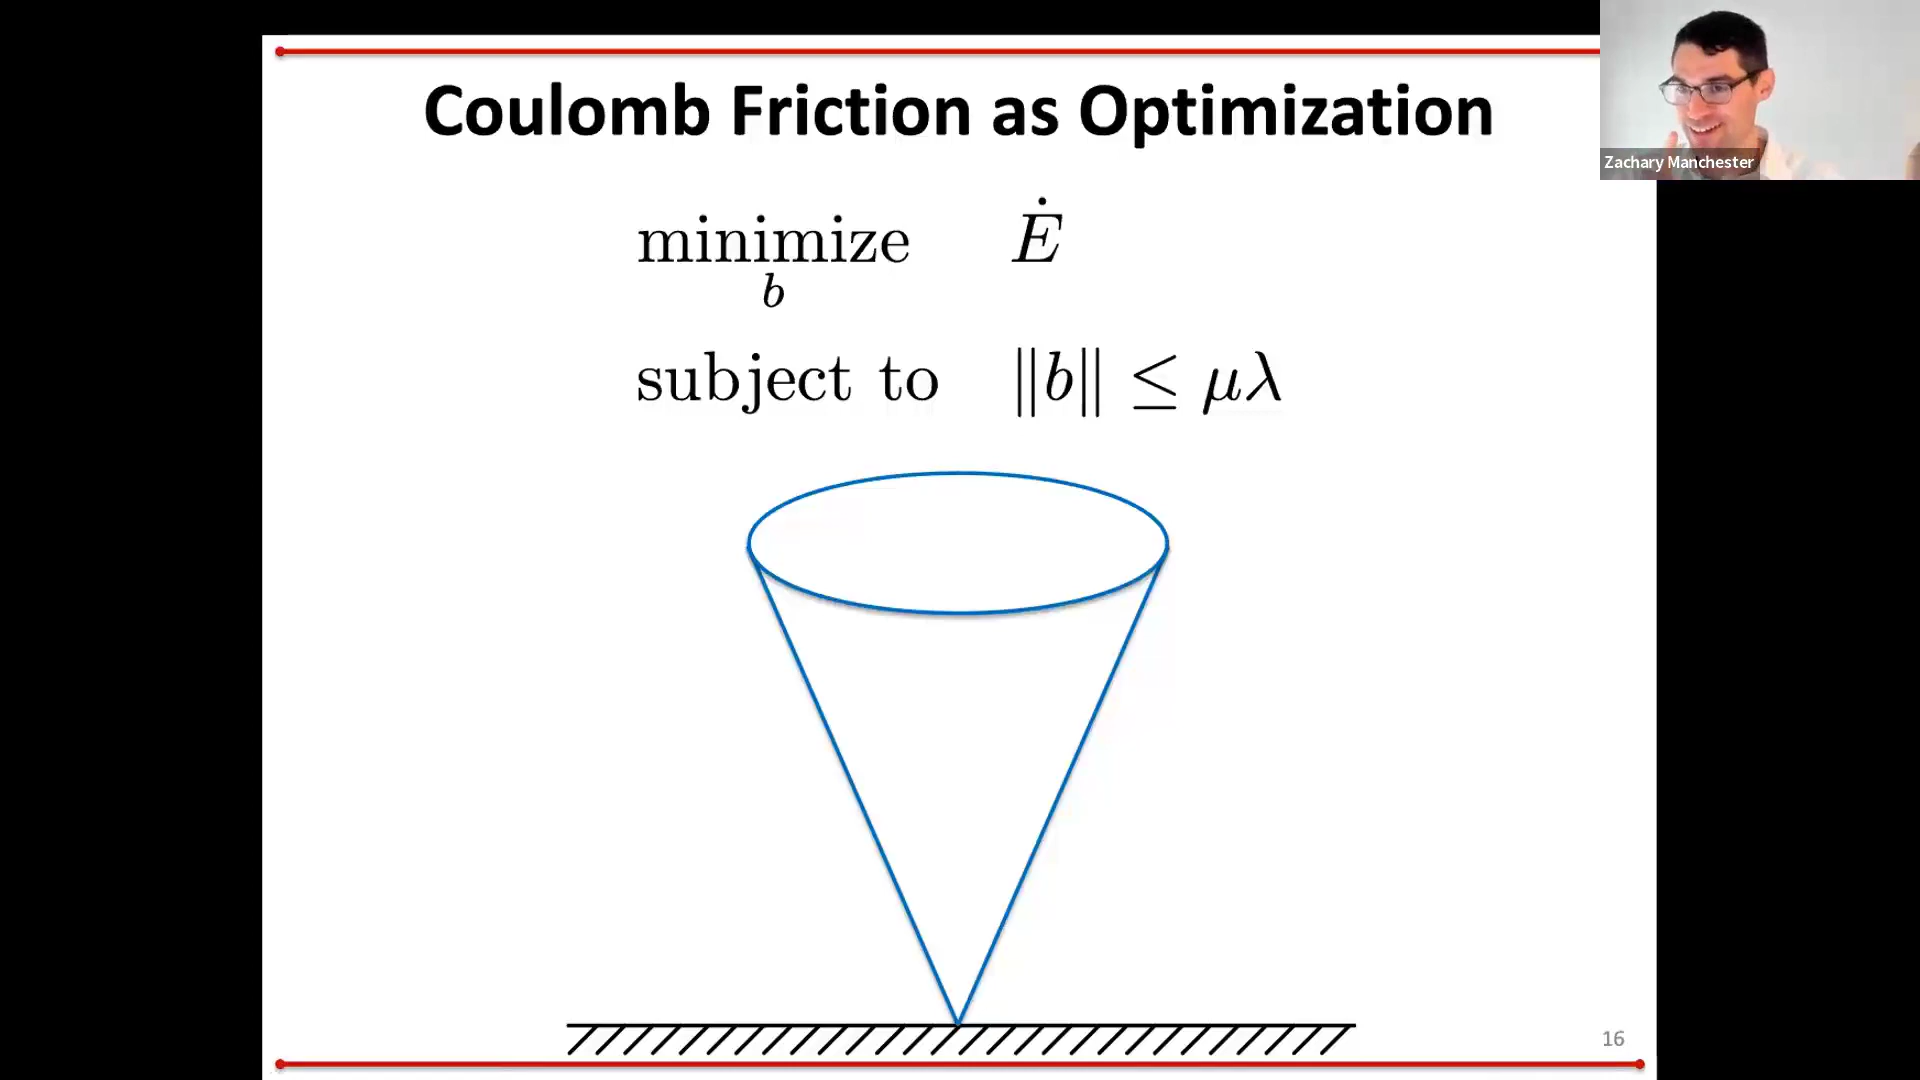 Coulomb Friction as Optimization
Zachary Manchester
minimize Ė
b
subject to ‖b‖ ≤ μλ
16